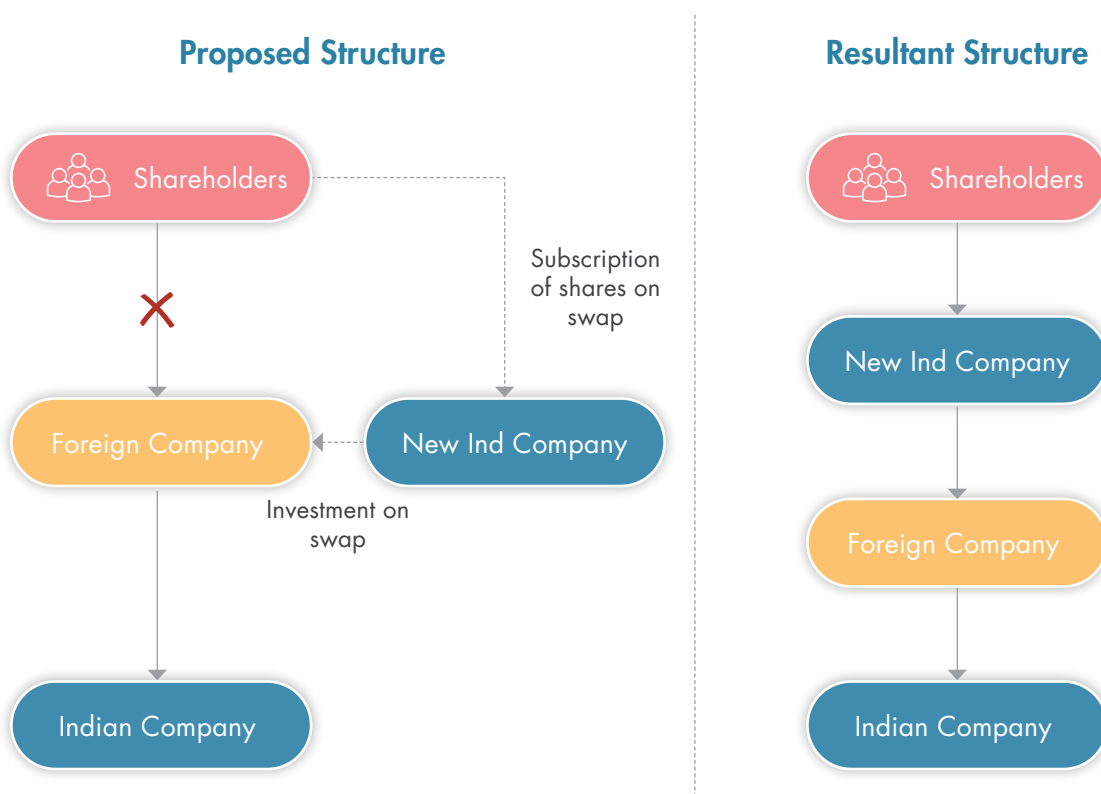 Proposed Structure
Shareholders
Subscription
of shares on
swap
Foreign Company
New Ind Company
Investment on
swap
Indian Company
Resultant Structure
Shareholders
New Ind Company
Foreign Company
Indian Company